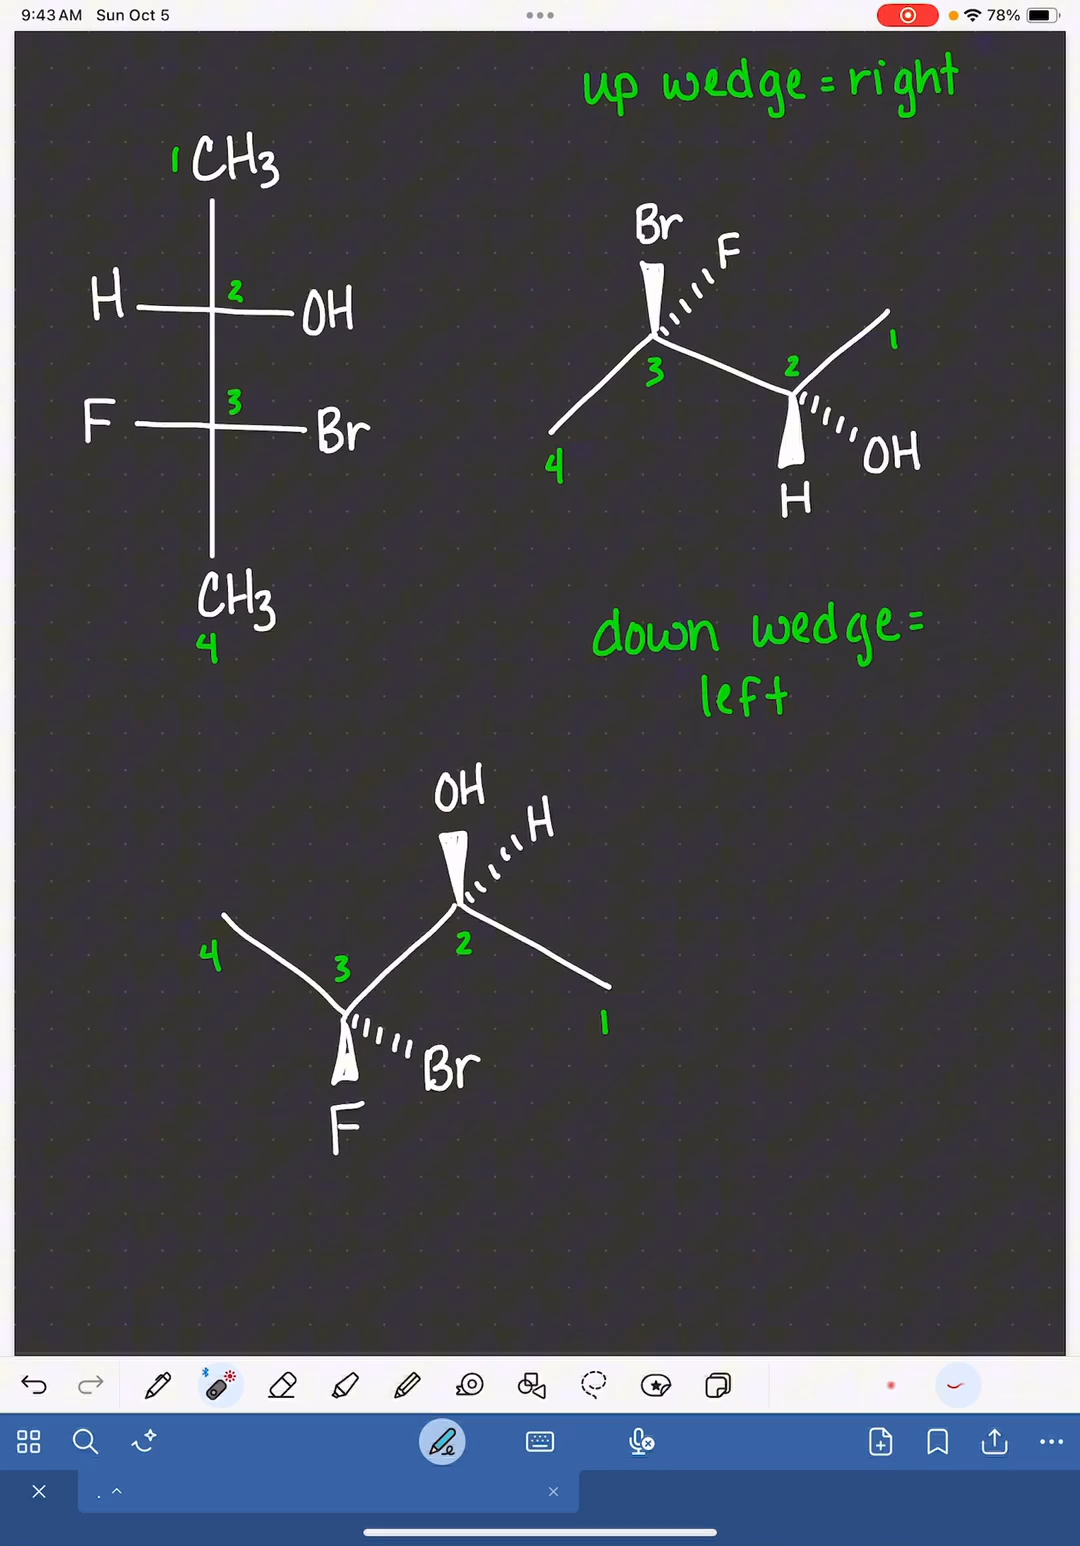 9:43 AM Sun Oct 5
78%
up wedge = right
1 CH3
H 2 OH
F 3 Br
CH3
4
Br
F
3
2
1
4
OH
H
down wedge =
left
OH
H
4
3
2
1
Br
F
. ^